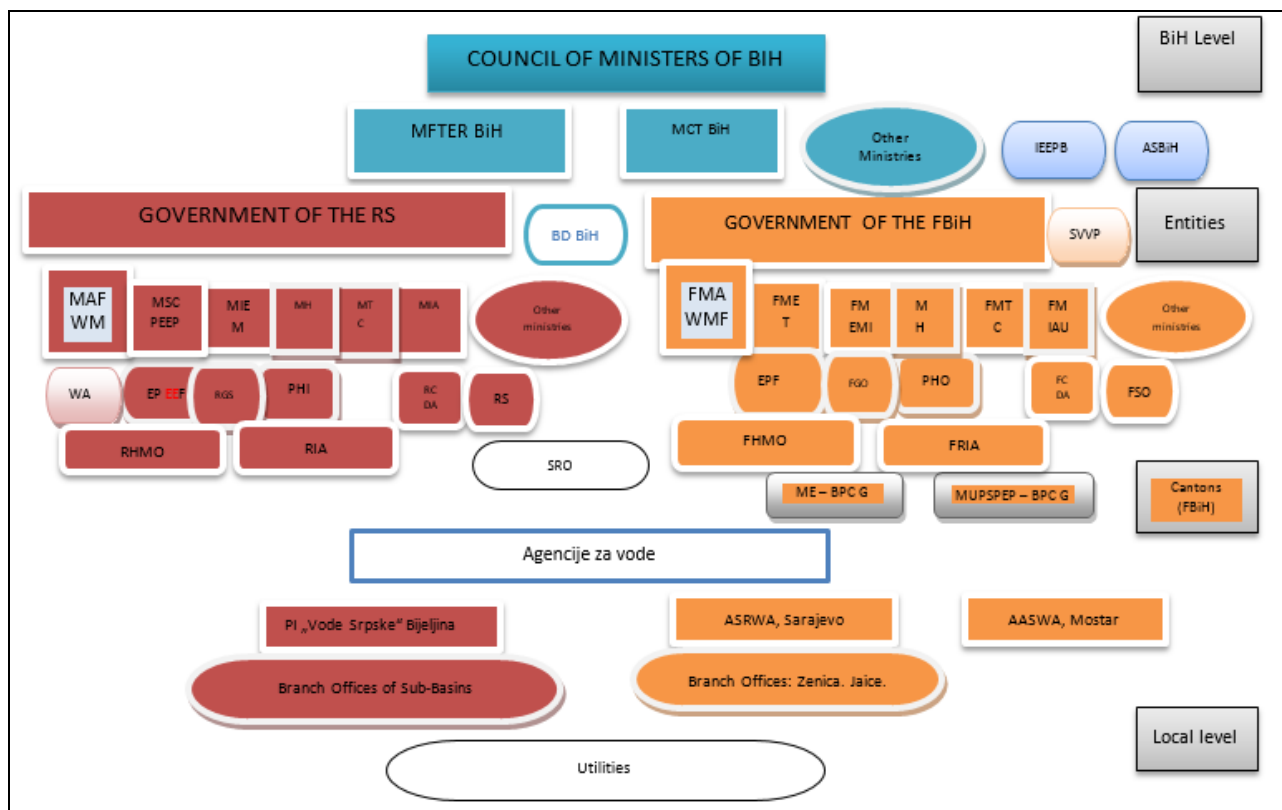 COUNCIL OF MINISTERS OF BIH
BiH Level
MFTER BiH
MCT BiH
Other
Ministries
IEEPB
ASBiH
GOVERNMENT OF THE RS
BD BiH
GOVERNMENT OF THE FBiH
SVVP
Entities
MAF
WM
MSC
PEEP
MIE
M
MH
MT
C
MIA
Other
ministries
FMA
WMF
FME
T
FM
EMI
M
H
FMT
C
FM
IAU
Other
ministries
WA
EP EEF
RGS
PHI
RC
DA
RS
EPF
FGO
PHO
FC
DA
FSO
RHMO
RIA
SRO
FHMO
FRIA
ME – BPC G
MUPSPEP – BPC G
Cantons
(FBiH)
Agencije za vode
PI „Vode Srpske“ Bijeljina
ASRWA, Sarajevo
AASWA, Mostar
Branch Offices of Sub-Basins
Branch Offices: Zenica. Jaice.
Local level
Utilities